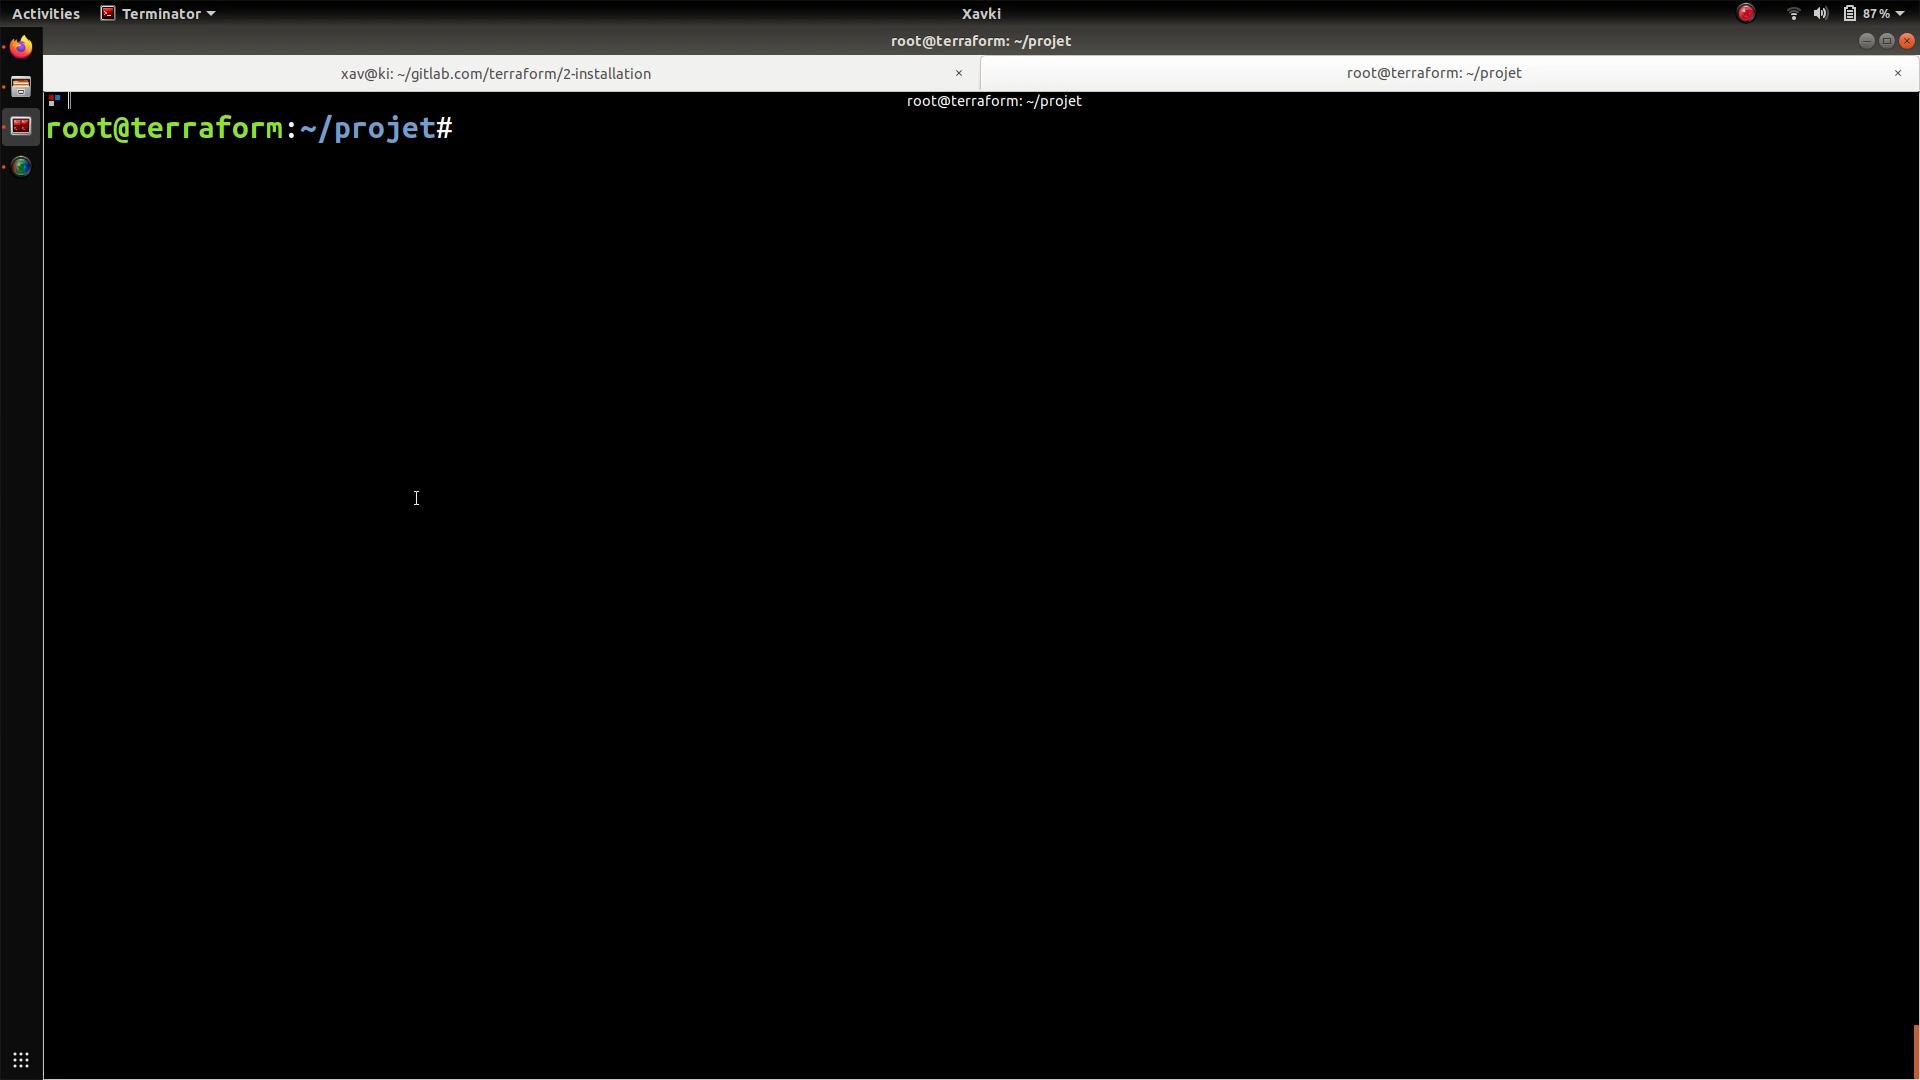 Activities Terminator Xavki 87 %
root@terraform: ~/projet
xav@ki: ~/gitlab.com/terraform/2-installation × root@terraform: ~/projet ×
root@terraform: ~/projet
root@terraform:~/projet#